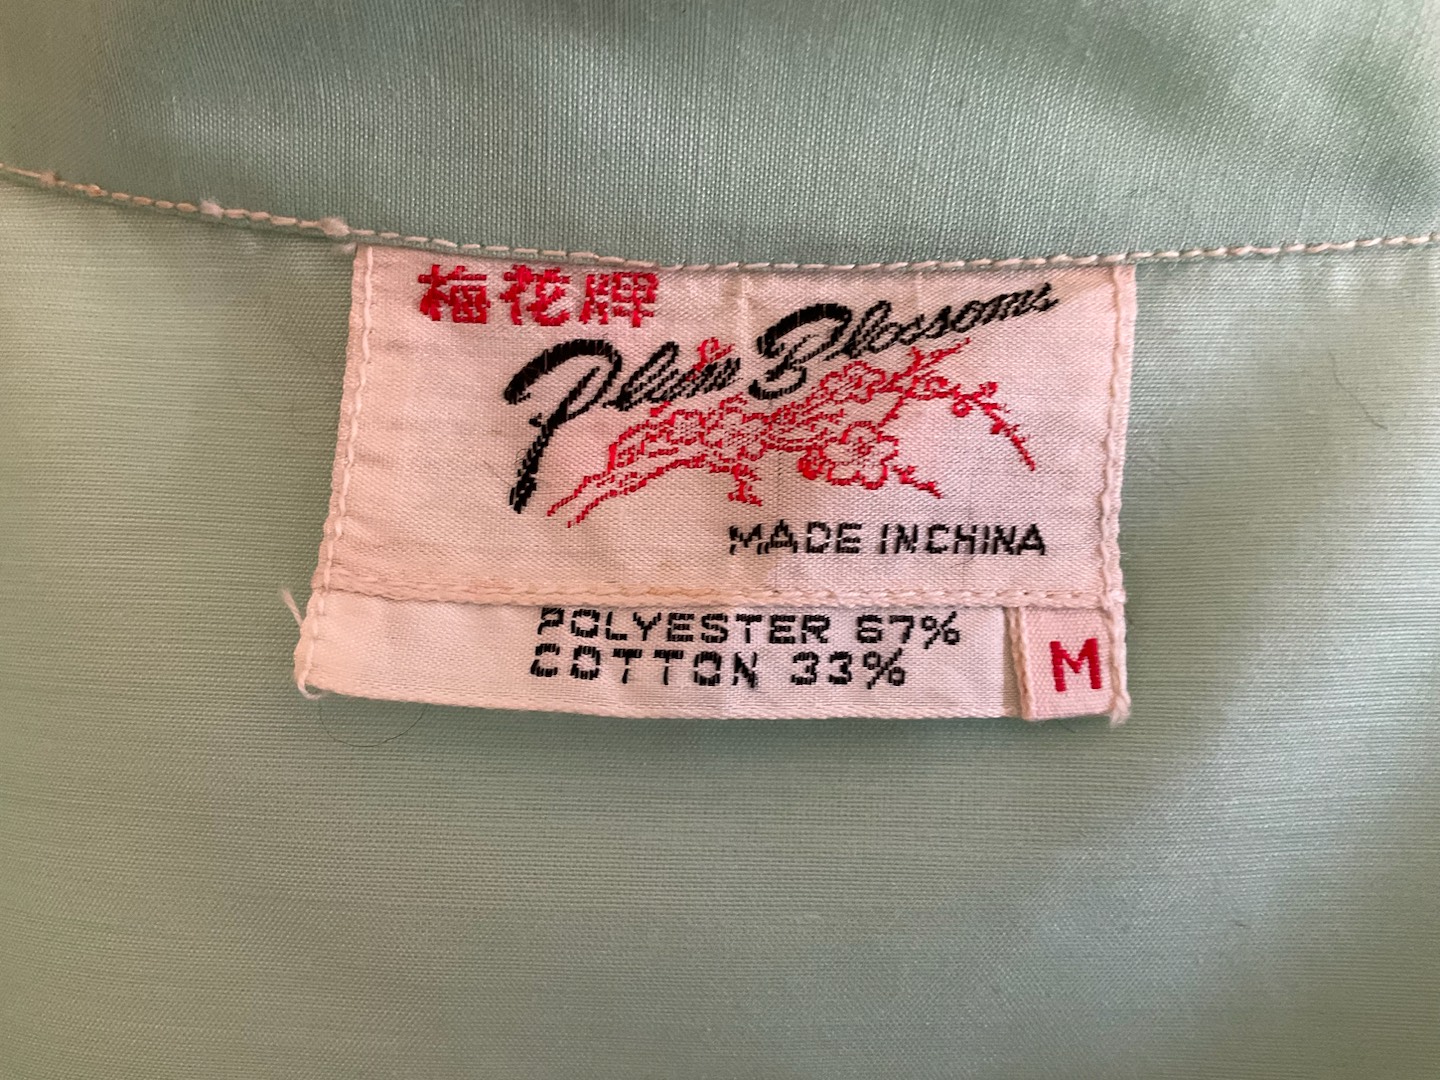 梅花牌
Plum Blossoms
MADE IN CHINA
POLYESTER 67%
COTTON 33%
M